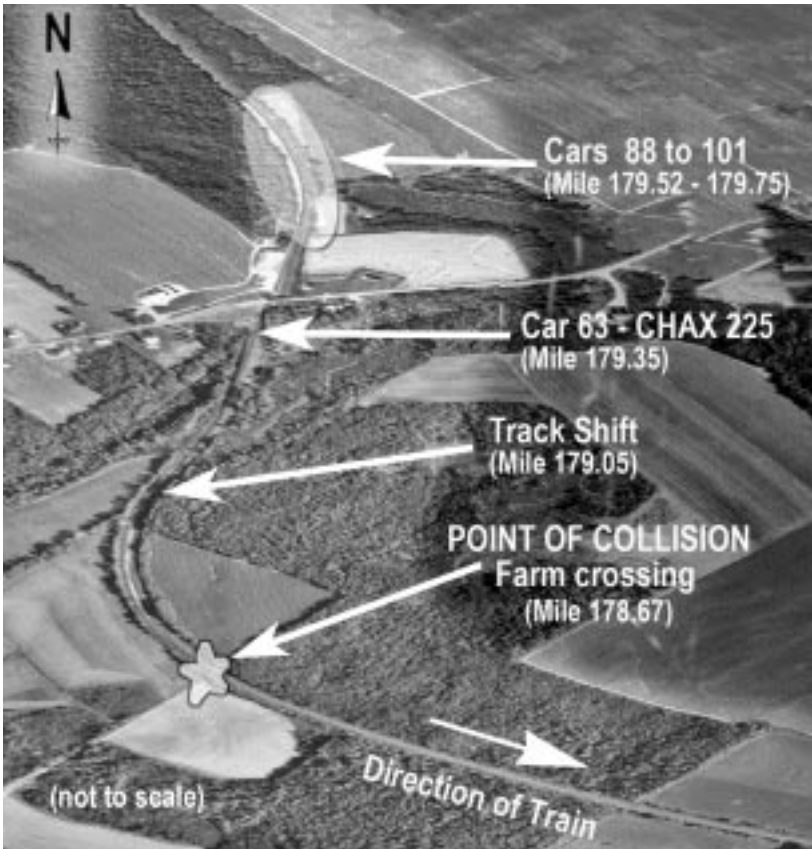 N
Cars 88 to 101
(Mile 179.52 - 179.75)
Car 63 - CHAX 225
(Mile 179.35)
Track Shift
(Mile 179.05)
POINT OF COLLISION
Farm crossing
(Mile 178.67)
Direction of Train
(not to scale)